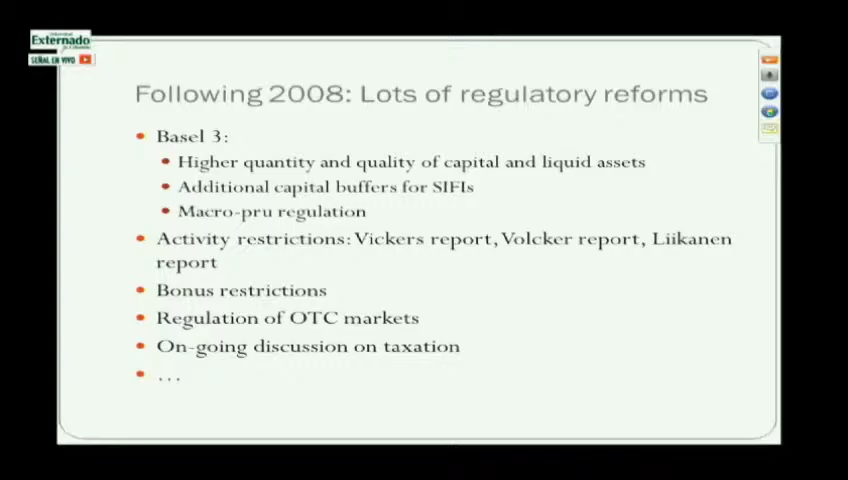 Externado
SEÑAL EN VIVO
Following 2008: Lots of regulatory reforms
Basel 3:
Higher quantity and quality of capital and liquid assets
Additional capital buffers for SIFIs
Macro-pru regulation
Activity restrictions: Vickers report, Volcker report, Liikanen
report
Bonus restrictions
Regulation of OTC markets
On-going discussion on taxation
…